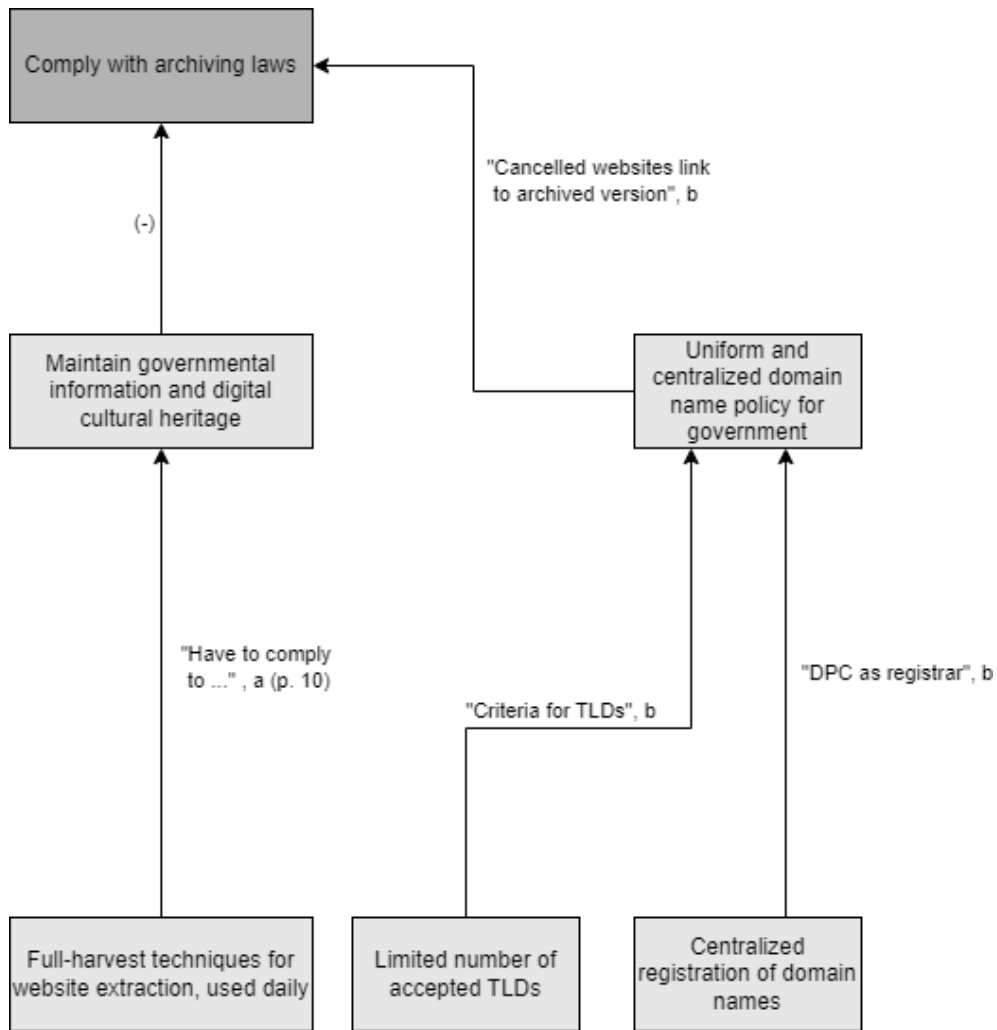 Comply with archiving laws
"Cancelled websites link
to archived version", b
(-)
Maintain governmental
information and digital
cultural heritage
Uniform and
centralized domain
name policy for
government
"Have to comply
to ..." , a (p. 10)
"DPC as registrar", b
"Criteria for TLDs", b
Full-harvest techniques for
website extraction, used daily
Limited number of
accepted TLDs
Centralized
registration of domain
names